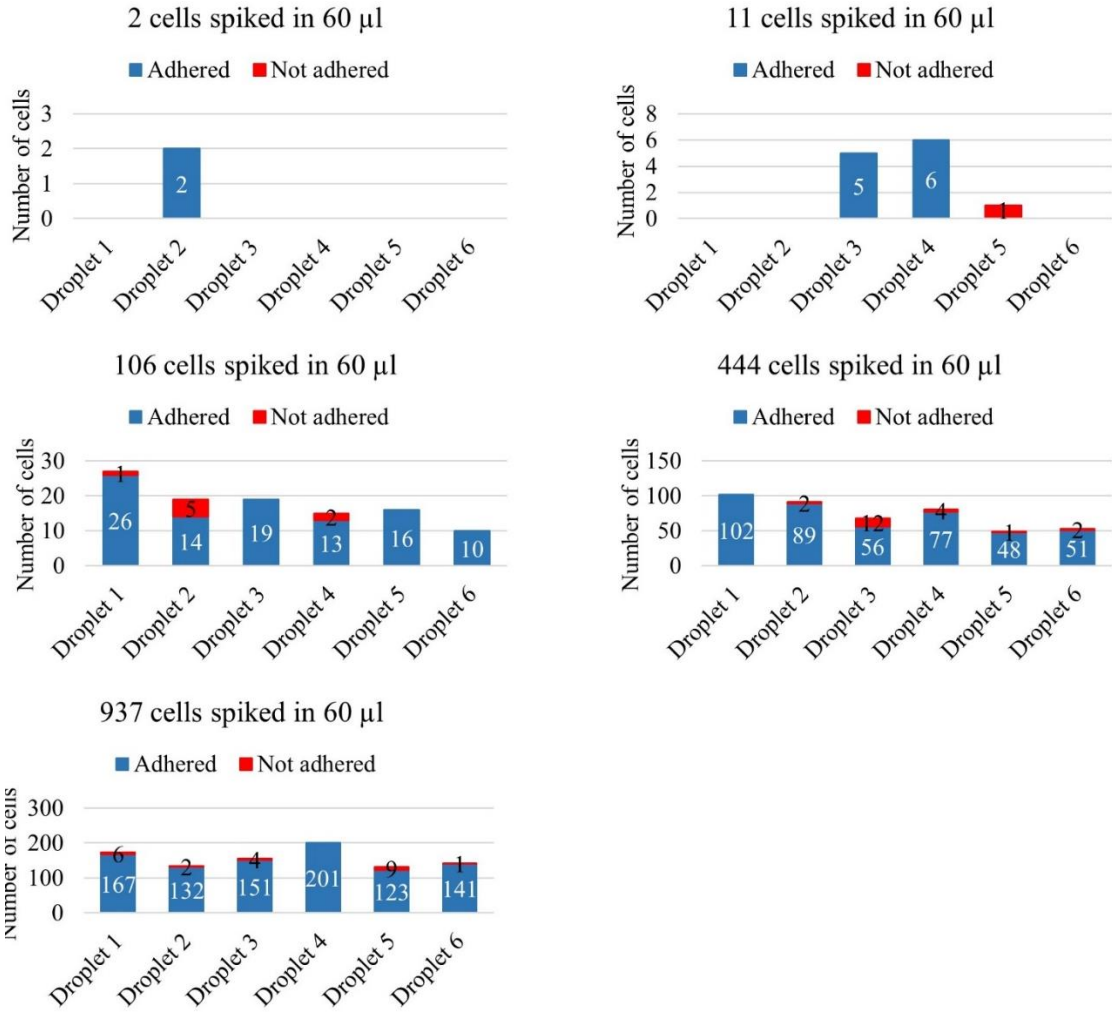 2 cells spiked in 60 µl
Adhered Not adhered
Number of cells
3
2
1
0
2
Droplet 1 Droplet 2 Droplet 3 Droplet 4 Droplet 5 Droplet 6
11 cells spiked in 60 µl
Adhered Not adhered
Number of cells
8
6
4
2
0
5 6 1
Droplet 1 Droplet 2 Droplet 3 Droplet 4 Droplet 5 Droplet 6
106 cells spiked in 60 µl
Adhered Not adhered
Number of cells
30
20
10
0
1 5 2
26 14 19 13 16 10
Droplet 1 Droplet 2 Droplet 3 Droplet 4 Droplet 5 Droplet 6
444 cells spiked in 60 µl
Adhered Not adhered
Number of cells
150
100
50
0
2 12 4 1 2
102 89 56 77 48 51
Droplet 1 Droplet 2 Droplet 3 Droplet 4 Droplet 5 Droplet 6
937 cells spiked in 60 µl
Adhered Not adhered
Number of cells
300
200
100
0
6 2 4 9 1
167 132 151 201 123 141
Droplet 1 Droplet 2 Droplet 3 Droplet 4 Droplet 5 Droplet 6